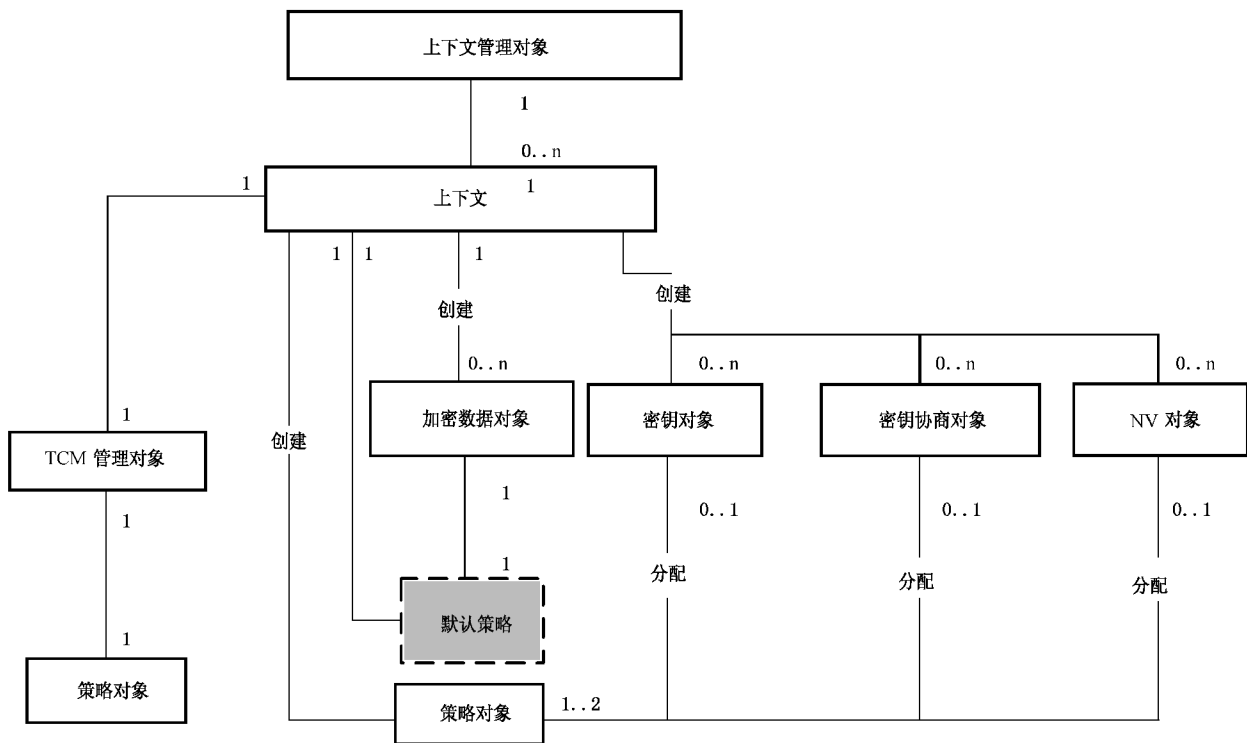 上下文管理对象
1
0..n
1
1
上下文
1
1
1
创建
创建
0..n
0..n
0..n
0..n
1
加密数据对象
密钥对象
密钥协商对象
NV 对象
TCM 管理对象
创建
1
0..1
0..1
0..1
1
1
分配
分配
分配
默认策略
1
策略对象
策略对象
1..2